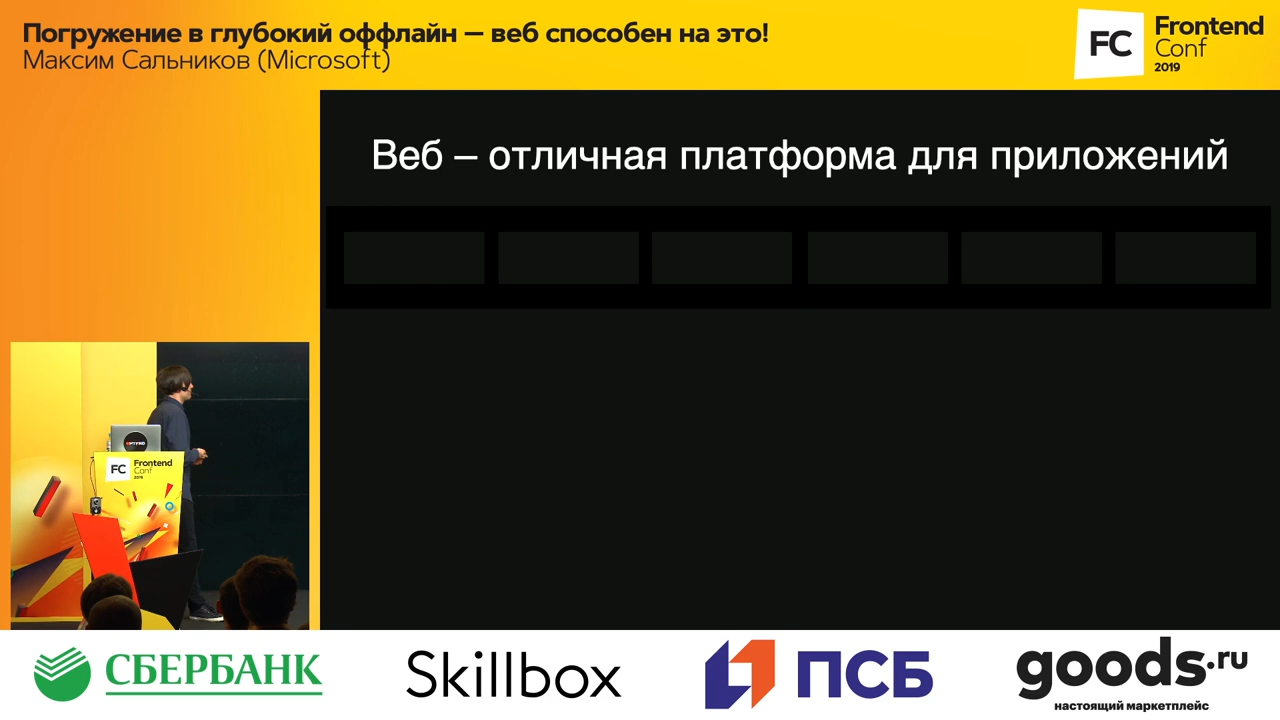 Погружение в глубокий оффлайн — веб способен на это!
Максим Сальников (Microsoft)
FC
Frontend
Conf
2019
Веб – отличная платформа для приложений
FC
Frontend
Conf
2019
СБЕРБАНК
Skillbox
ПСБ
goods.ru
настоящий маркетплейс